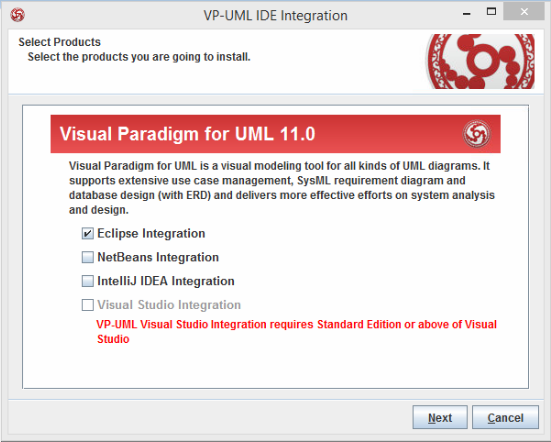 VP-UML IDE Integration
Select Products
Select the products you are going to install.
Visual Paradigm for UML 11.0
Visual Paradigm for UML is a visual modeling tool for all kinds of UML diagrams. It
supports extensive use case management, SysML requirement diagram and
database design (with ERD) and delivers more effective efforts on system analysis
and design.
Eclipse Integration
NetBeans Integration
IntelliJ IDEA Integration
Visual Studio Integration
VP-UML Visual Studio Integration requires Standard Edition or above of Visual
Studio
Next
Cancel